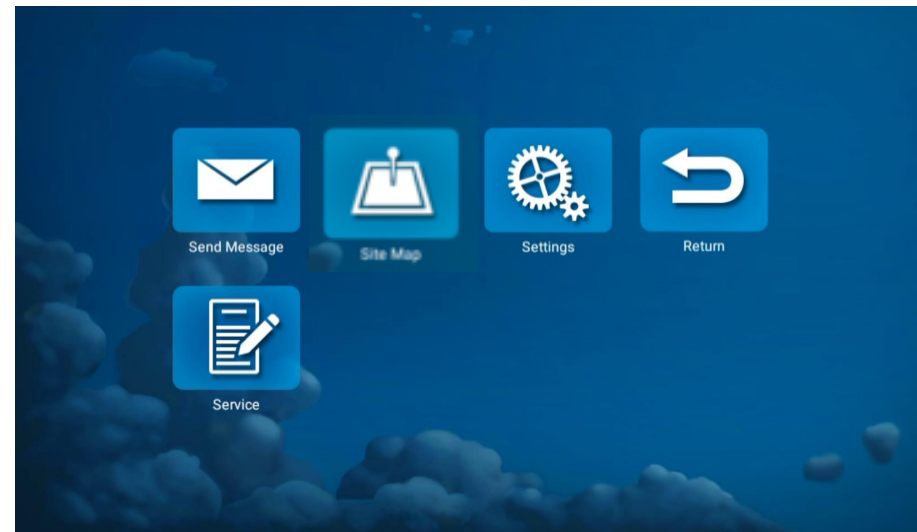 Send Message
Site Map
Settings
Return
Service